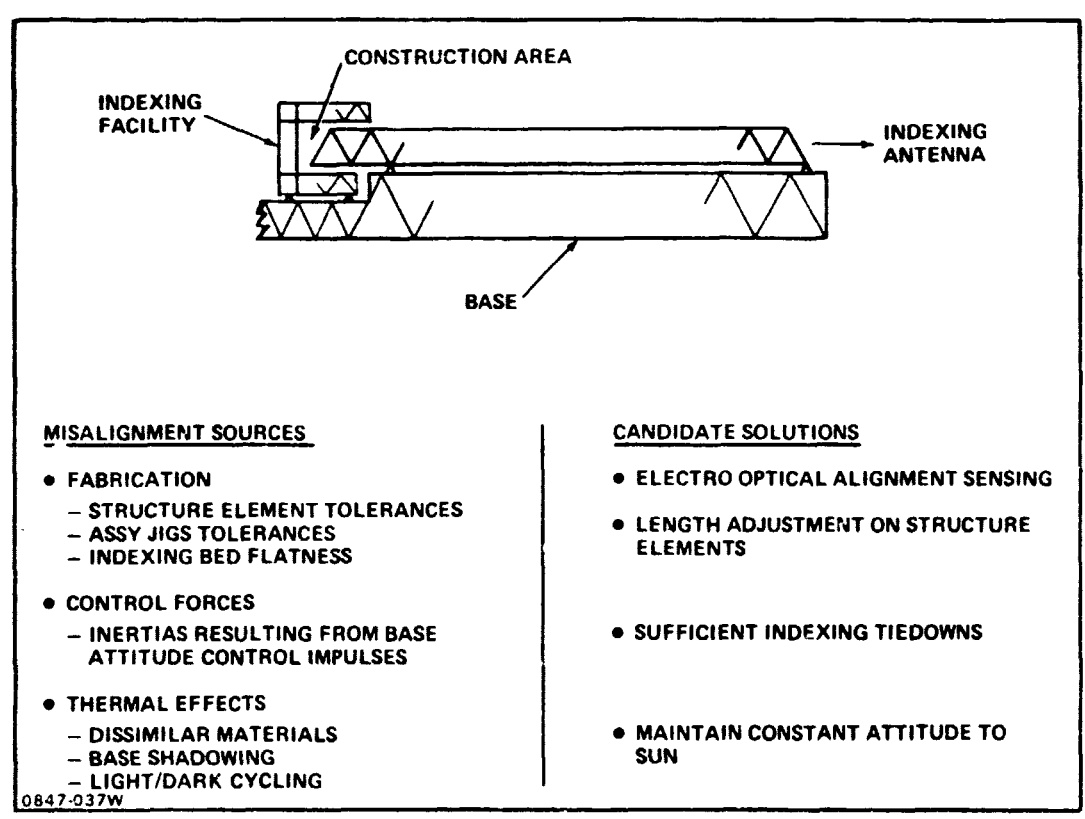 CONSTRUCTION AREA
INDEXING
FACILITY
INDEXING
ANTENNA
BASE
MISALIGNMENT SOURCES
● FABRICATION
– STRUCTURE ELEMENT TOLERANCES
– ASSY JIGS TOLERANCES
– INDEXING BED FLATNESS
● CONTROL FORCES
– INERTIAS RESULTING FROM BASE
ATTITUDE CONTROL IMPULSES
● THERMAL EFFECTS
– DISSIMILAR MATERIALS
– BASE SHADOWING
– LIGHT/DARK CYCLING
0847-037W
CANDIDATE SOLUTIONS
● ELECTRO OPTICAL ALIGNMENT SENSING
● LENGTH ADJUSTMENT ON STRUCTURE
ELEMENTS
● SUFFICIENT INDEXING TIEDOWNS
● MAINTAIN CONSTANT ATTITUDE TO
SUN